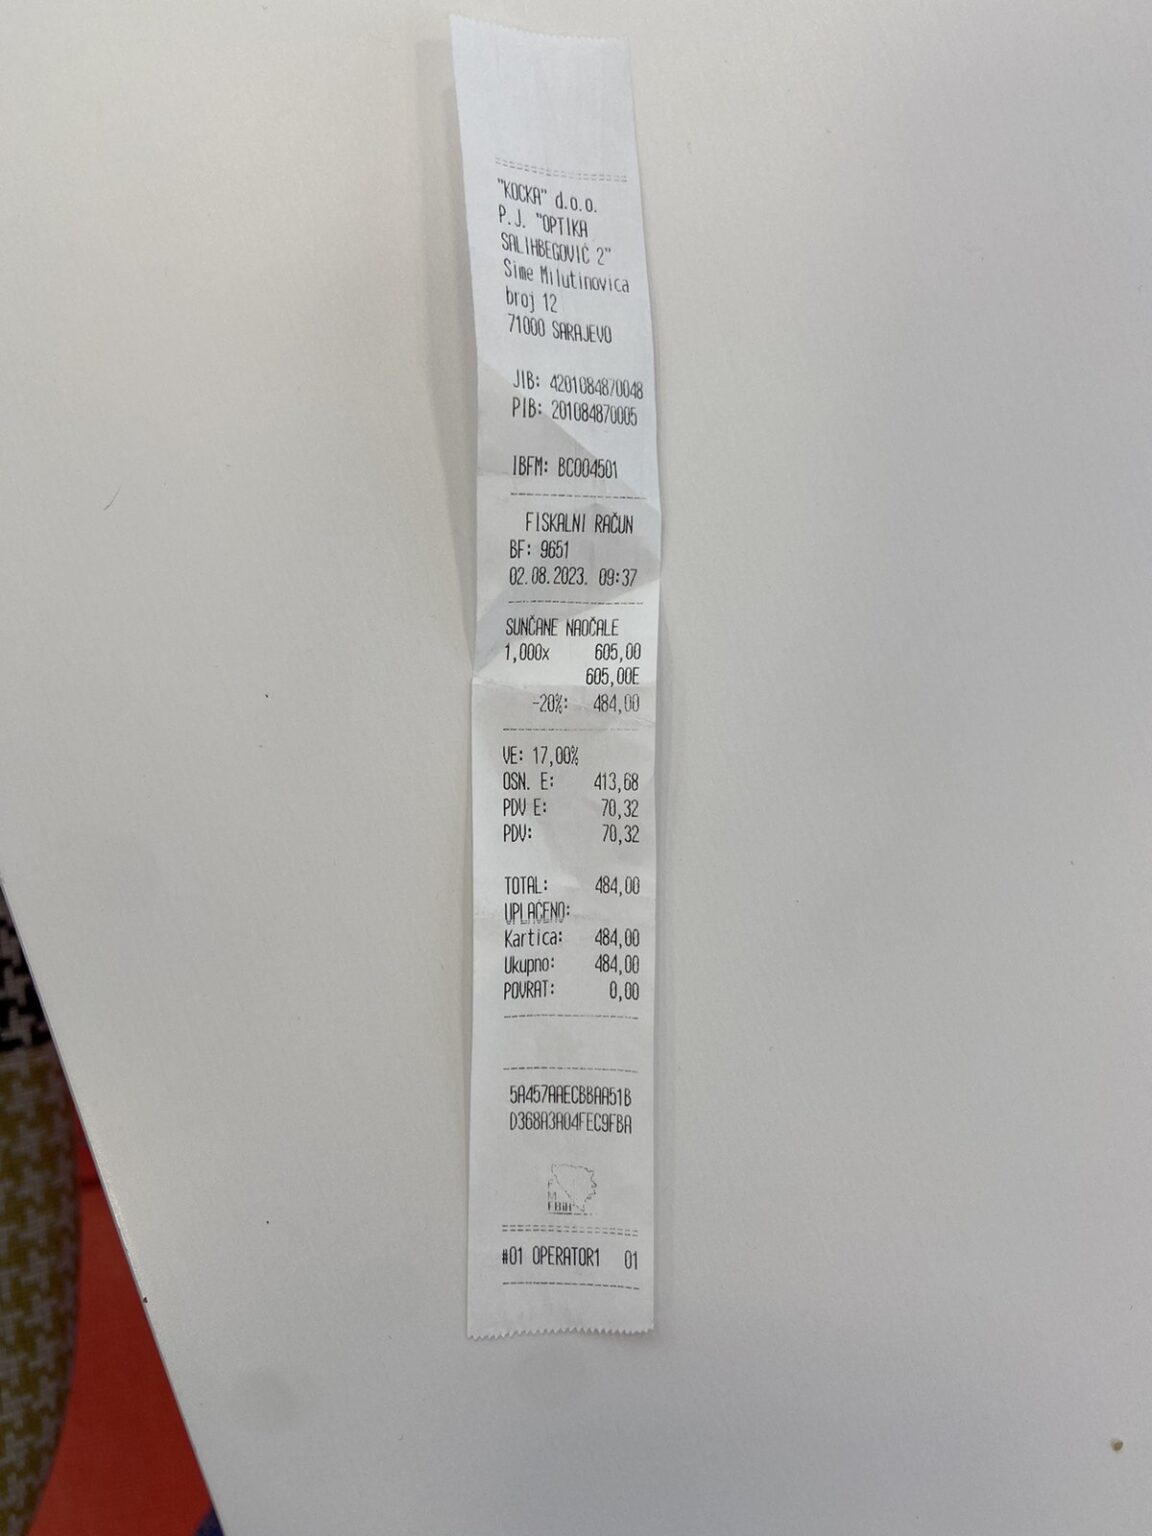 "KOCKA" d.o.o.
P.J. "OPTIKA
SALIHBEGOVIĆ 2"
Sime Milutinovica
broj 12
71000 SARAJEVO
JIB: 4201084870048
PIB: 201084870005
IBFM: BC004501
FISKALNI RAČUN
BF: 9651
02.08.2023. 09:37
SUNČANE NAOČALE
1,000x 605,00
605,00E
-20%: 484,00
VE: 17,00%
OSN. E: 413,68
PDV E: 70,32
PDV: 70,32
TOTAL: 484,00
UPLAĆENO:
Kartica: 484,00
Ukupno: 484,00
POVRAT: 0,00
5A457AAECBBAA51B
D368A3A04FEC9FBA
F
M
FBiH
#01 OPERATOR1 01